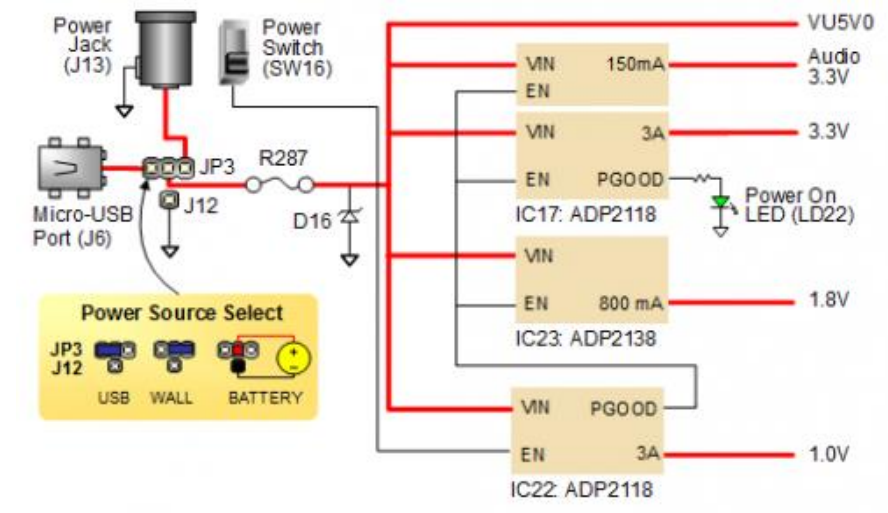 Power
Jack
(J13)
Power
Switch
(SW16)
VU5V0
VIN
150mA
Audio
3.3V
EN
VIN
3A
3.3V
EN
PGOOD
IC17: ADP2118
Power On
LED (LD22)
JP3
R287
J12
D16
Micro-USB
Port (J6)
VIN
EN
800 mA
1.8V
IC23: ADP2138
Power Source Select
JP3
J12
USB
WALL
BATTERY
+
–
VIN
PGOOD
EN
3A
1.0V
IC22: ADP2118